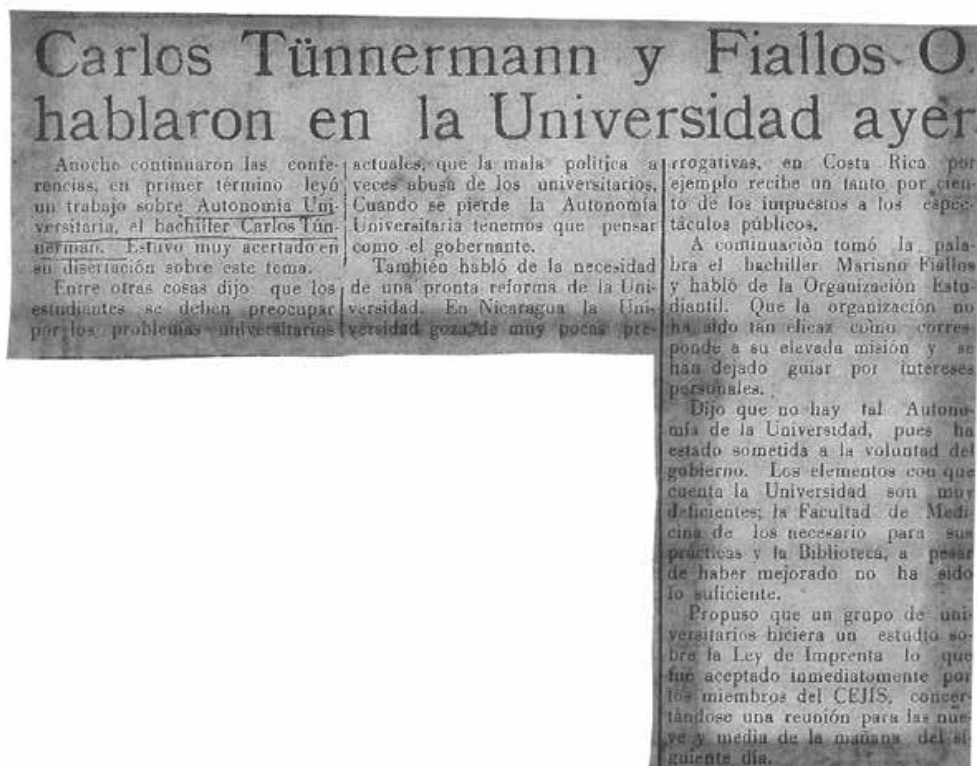 Carlos Tünnermann y Fiallos O.
hablaron en la Universidad ayer
Anoche continuaron las confe-
rencias, en primer término leyó
un trabajo sobre Autonomía Uni-
versitaria, el bachiller Carlos Tün-
nerman. Estuvo muy acertado en
su disertación sobre este tema.
Entre otras cosas dijo que los
estudiantes se deben preocupar
por los problemas universitarios
actuales, que la mala política a
veces abusa de los universitarios,
Cuando se pierde la Autonomía
Universitaria tenemos que pensar
como el gobernante.
También habló de la necesidad
de una pronta reforma de la Uni-
versidad. En Nicaragua la Uni-
versidad goza de muy pocas pre-
rrogativas, en Costa Rica por
ejemplo recibe un tanto por cien-
to de los impuestos a los espec-
táculos públicos.
A continuación tomó la pala
bra el bachiller Mariano Fiallos
y habló de la Organización Estu-
diantil. Que la organización no
ha sido tan eficaz como corres-
ponde a su elevada misión y se
han dejado guiar por intereses
personales.
Dijo que no hay tal Autono-
mía de la Universidad, pues ha
estado sometida a la voluntad del
gobierno. Los elementos con que
cuenta la Universidad son muy
deficientes; la Facultad de Medi
cina de los necesario para sus
prácticas y la Biblioteca, a pesar
de haber mejorado no ha sido
lo suficiente.
Propuso que un grupo de uni-
versitarios hiciera un estudio so-
bre la Ley de Imprenta lo que
fué aceptado inmediatomente por
los miembros del CEJIS, concer-
tándose una reunión para las nue-
ve y media de la mañana del si-
guiente día.